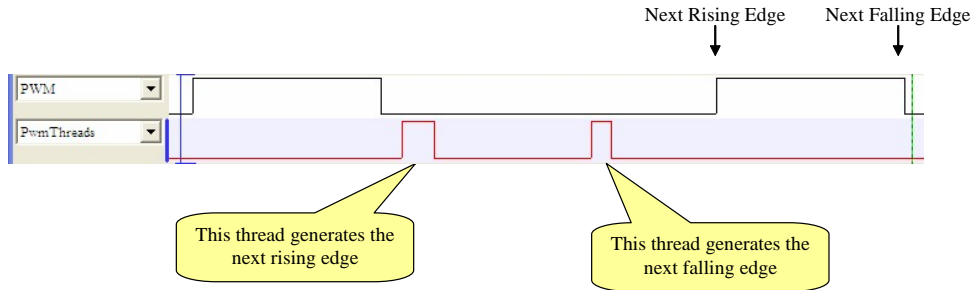 Next Rising Edge
Next Falling Edge
PWM
PwmThreads
This thread generates the
next rising edge
This thread generates the
next falling edge